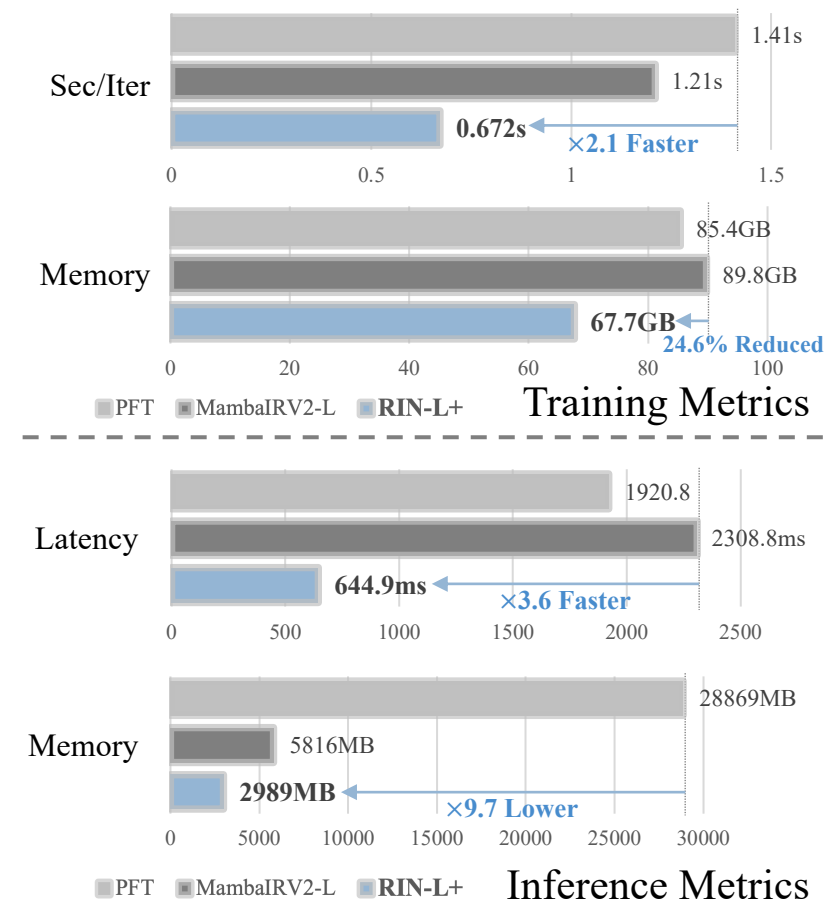 1.41s
Sec/Iter
1.21s
0.672s
×2.1 Faster
0 0.5 1 1.5
85.4GB
Memory
89.8GB
67.7GB
24.6% Reduced
0 20 40 60 80 100
PFT MambaIRV2-L RIN-L+ Training Metrics
1920.8
Latency
2308.8ms
644.9ms
×3.6 Faster
0 500 1000 1500 2000 2500
28869MB
Memory
5816MB
2989MB
×9.7 Lower
0 5000 10000 15000 20000 25000 30000
PFT MambaIRV2-L RIN-L+ Inference Metrics